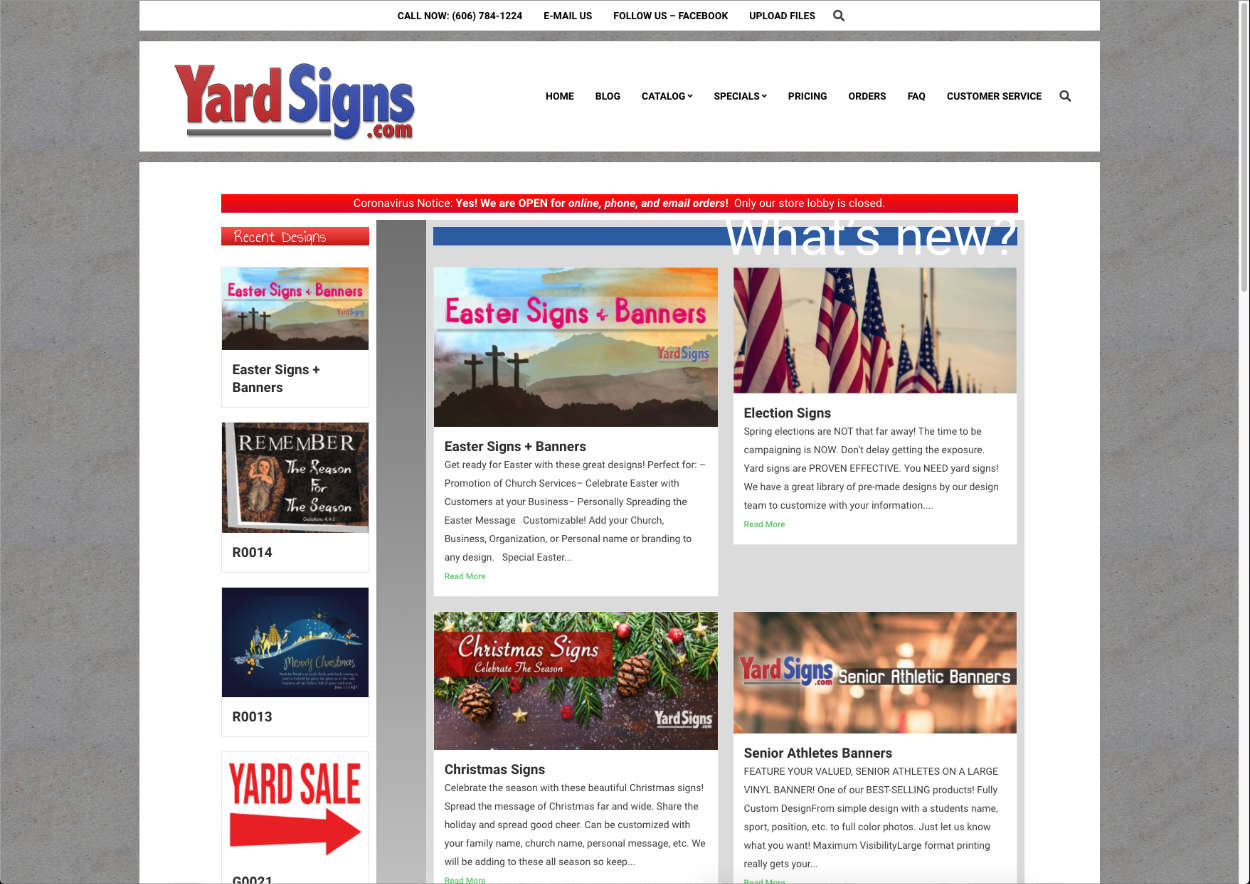 CALL NOW: (606) 784-1224 E-MAIL US FOLLOW US – FACEBOOK UPLOAD FILES
YardSigns
.com
HOME BLOG CATALOG SPECIALS PRICING ORDERS FAQ CUSTOMER SERVICE
Coronavirus Notice: Yes! We are OPEN for online, phone, and email orders! Only our store lobby is closed.
Recent Designs
Easter Signs + Banners
YardSigns
Easter Signs +
Banners
REMEMBER
The Reason
For
The Season
R0014
Merry Christmas
R0013
YARD SALE
G0021
What's new?
Easter Signs + Banners
YardSigns
Easter Signs + Banners
Get ready for Easter with these great designs! Perfect for: –
Promotion of Church Services– Celebrate Easter with
Customers at your Business– Personally Spreading the
Easter Message Customizable! Add your Church,
Business, Organization, or Personal name or branding to
any design. Special Easter...
Read More
Election Signs
Spring elections are NOT that far away! The time to be
campaigning is NOW. Don't delay getting the exposure.
Yard signs are PROVEN EFFECTIVE. You NEED yard signs!
We have a great library of pre-made designs by our design
team to customize with your information....
Read More
Christmas Signs
Celebrate The Season
YardSigns
.com
Christmas Signs
Celebrate the season with these beautiful Christmas signs!
Spread the message of Christmas far and wide. Share the
holiday and spread good cheer. Can be customized with
your family name, church name, personal message, etc. We
will be adding to these all season so keep...
Read More
YardSigns
.com
Senior Athletic Banners
Senior Athletes Banners
FEATURE YOUR VALUED, SENIOR ATHLETES ON A LARGE
VINYL BANNER! One of our BEST-SELLING products! Fully
Custom DesignFrom simple design with a students name,
sport, position, etc. to full color photos. Just let us know
what you want! Maximum VisibilityLarge format printing
really gets your...
Read More